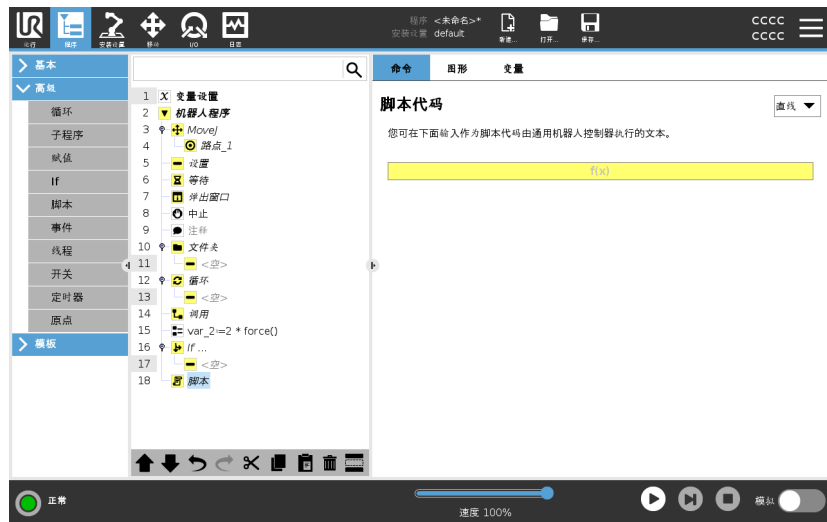 UR
运行
程序
安装设置
移动
I/O
日志
程序 <未命名>*
安装设置 default
新建...
打开...
保存...
CCCC
CCCC
基本
高级
循环
子程序
赋值
If
脚本
事件
线程
开关
定时器
原点
模板
1 X 变量设置
2 机器人程序
3 MoveJ
4 路点_1
5 设置
6 等待
7 弹出窗口
8 中止
9 注释
10 文件夹
11 <空>
12 循环
13 <空>
14 调用
15 var_2≔2 * force()
16 If ...
17 <空>
18 脚本
命令 图形 变量
脚本代码
直线
您可在下面输入作为脚本代码由通用机器人控制器执行的文本。
f(x)
正常
速度 100%
模拟